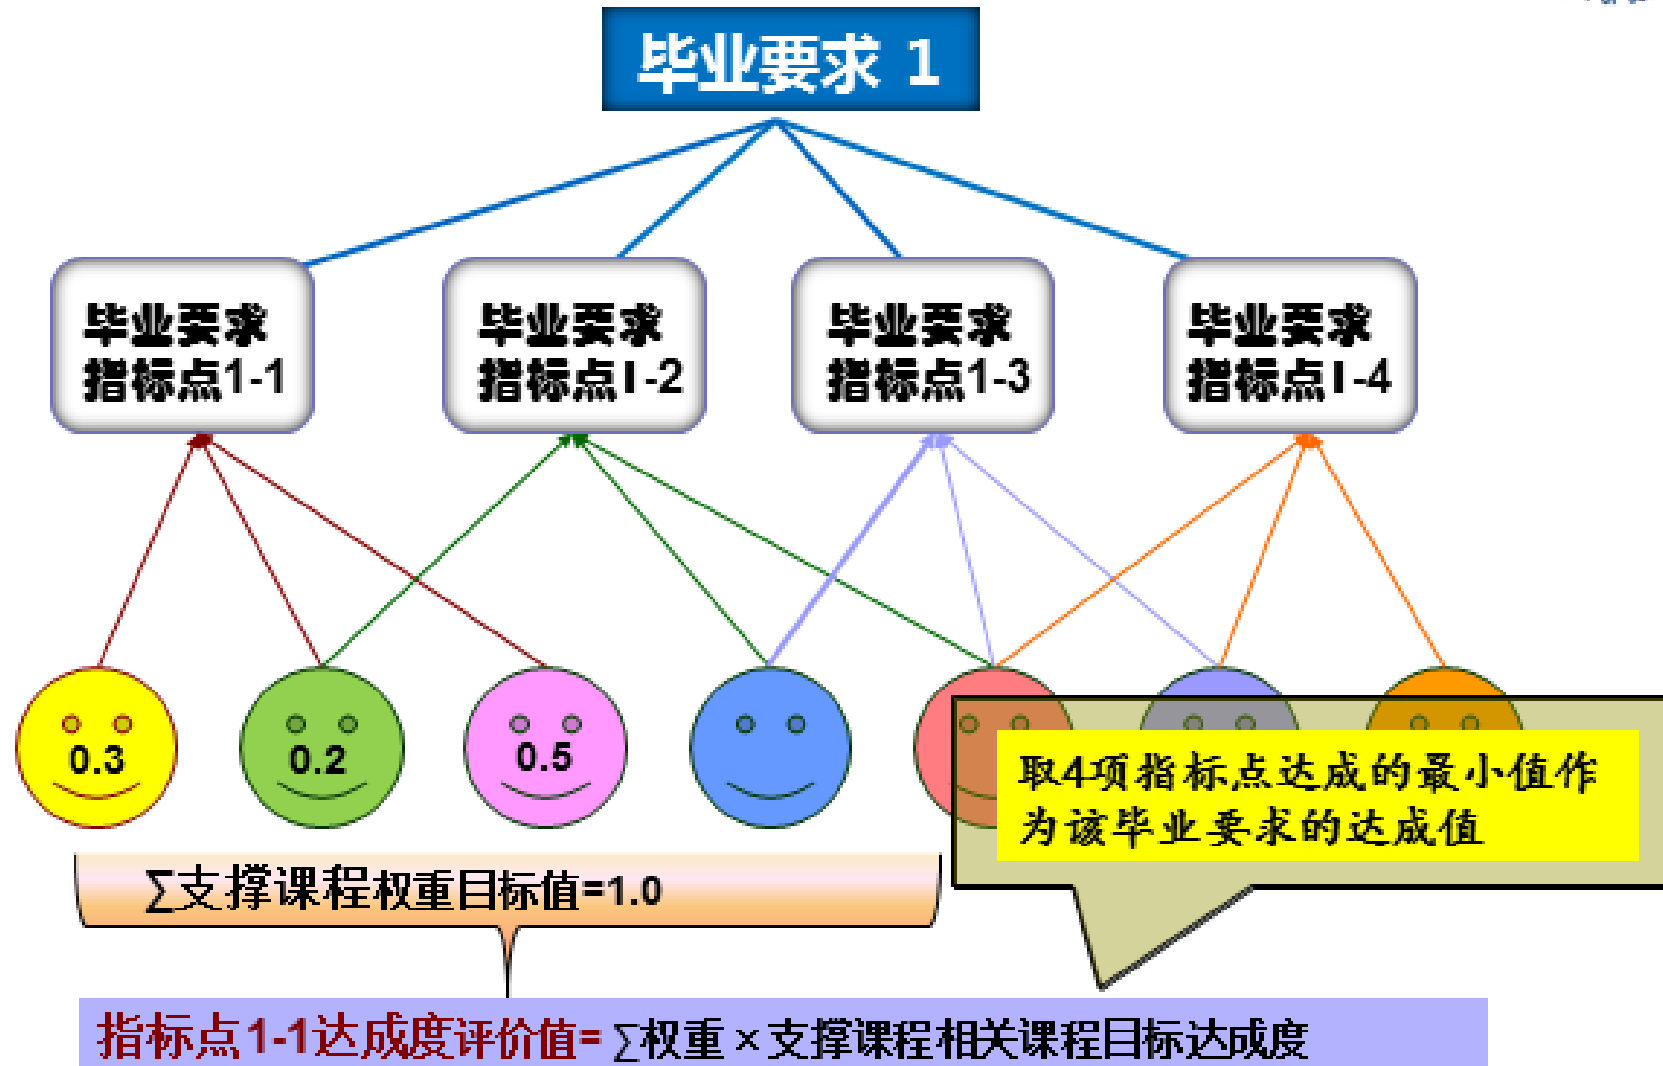 毕业要求 1
毕业要求
指标点1-1
毕业要求
指标点1-2
毕业要求
指标点1-3
毕业要求
指标点1-4
0.3
0.2
0.5
取4项指标点达成的最小值作
为该毕业要求的达成值
∑支撑课程权重目标值=1.0
指标点1-1达成度评价值= ∑权重×支撑课程相关课程目标达成度